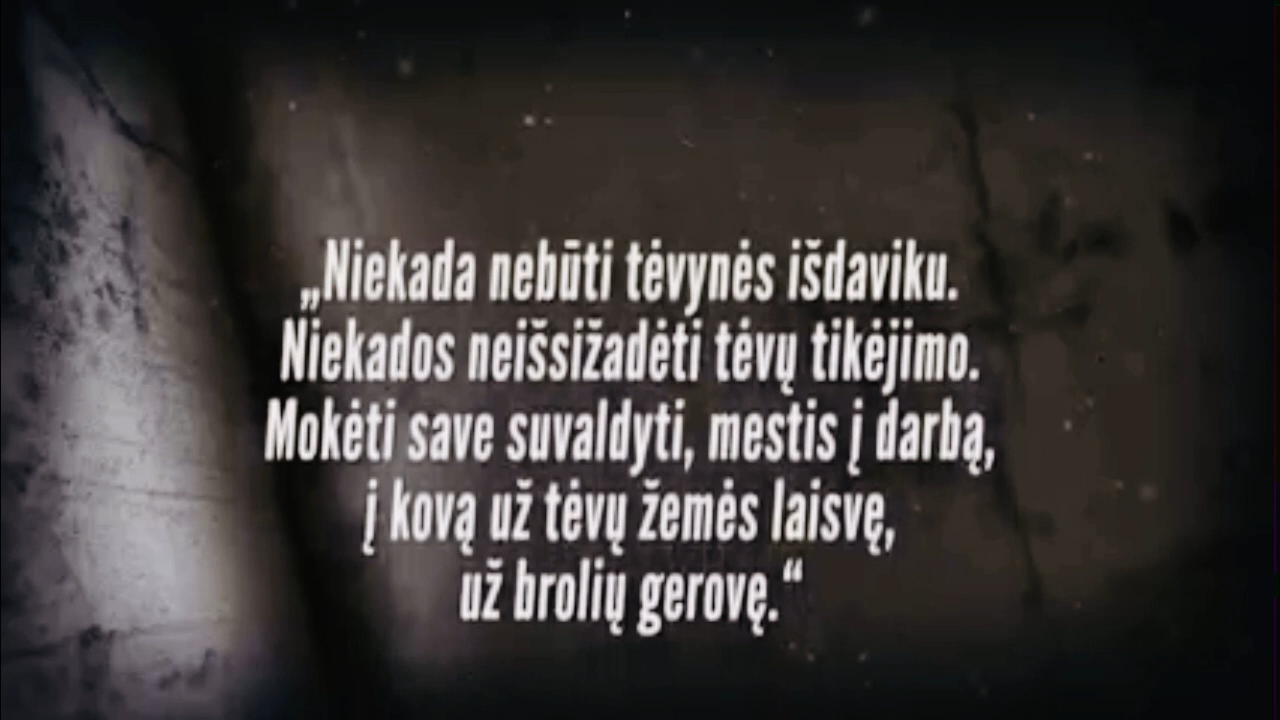 „Niekada nebūti tėvynės išdaviku.
Niekados neišsižadėti tėvų tikėjimo.
Mokėti save suvaldyti, mestis į darbą,
į kovą už tėvų žemės laisvę,
už brolių gerovę.“